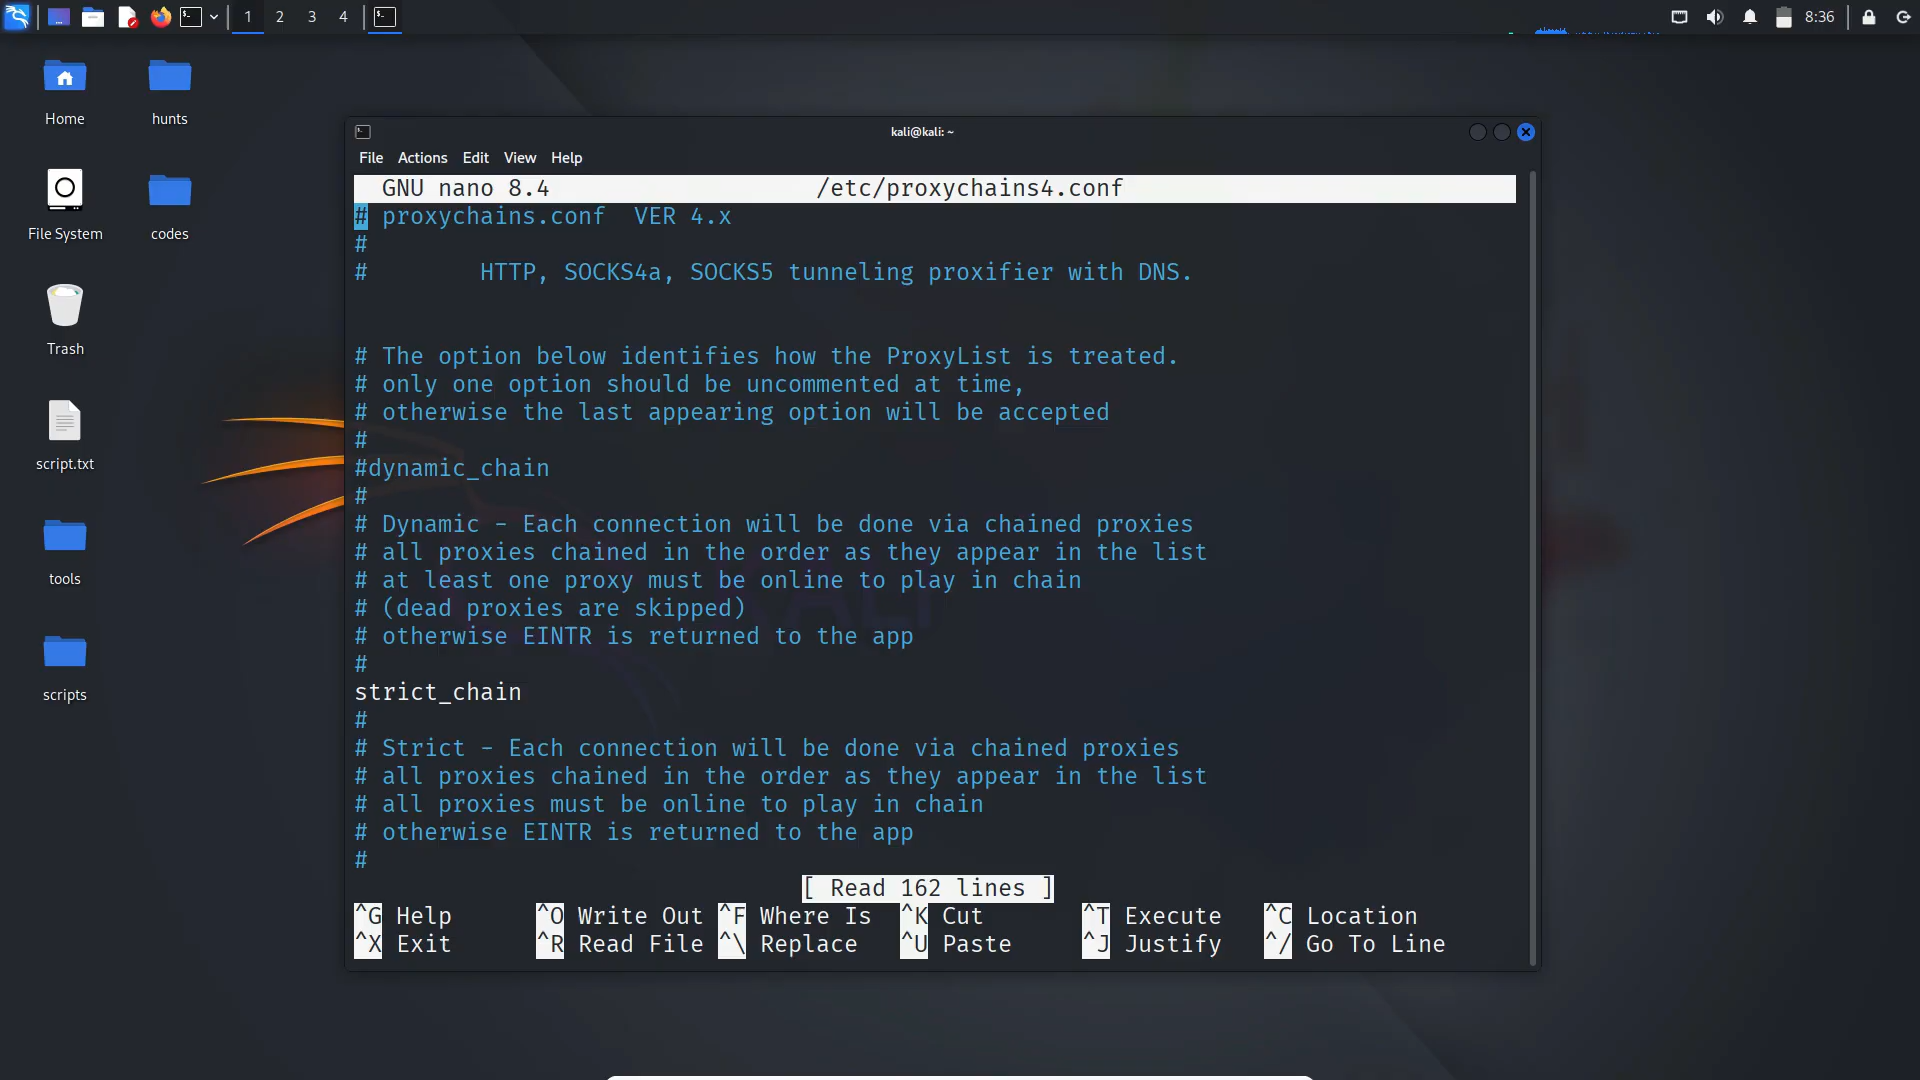 1 2 3 4
8:36
Home
hunts
File System
codes
Trash
script.txt
tools
scripts
kali@kali: ~
File Actions Edit View Help
GNU nano 8.4 /etc/proxychains4.conf
# proxychains.conf  VER 4.x
#
#        HTTP, SOCKS4a, SOCKS5 tunneling proxifier with DNS.
# The option below identifies how the ProxyList is treated.
# only one option should be uncommented at time,
# otherwise the last appearing option will be accepted
#
#dynamic_chain
#
# Dynamic - Each connection will be done via chained proxies
# all proxies chained in the order as they appear in the list
# at least one proxy must be online to play in chain
# (dead proxies are skipped)
# otherwise EINTR is returned to the app
#
strict_chain
#
# Strict - Each connection will be done via chained proxies
# all proxies chained in the order as they appear in the list
# all proxies must be online to play in chain
# otherwise EINTR is returned to the app
#
[ Read 162 lines ]
^G Help ^O Write Out ^F Where Is ^K Cut ^T Execute ^C Location
^X Exit ^R Read File ^\ Replace ^U Paste ^J Justify ^/ Go To Line
KALI